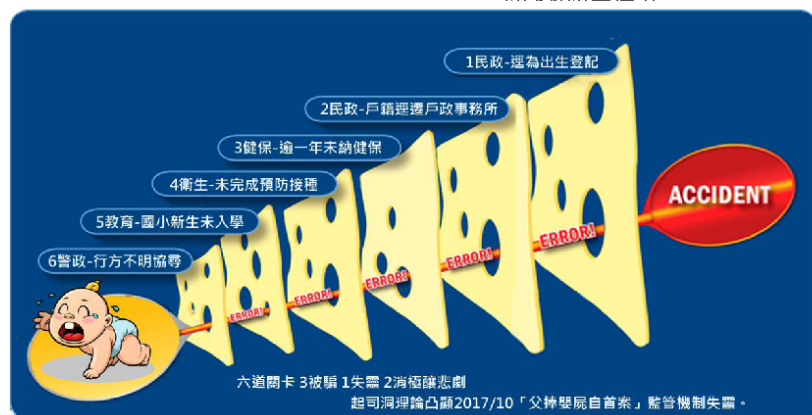 1民政-逕為出生登記
2民政-戶籍逕遷戶政事務所
3健保-逾一年未納健保
4衛生-未完成預防接種
5教育-國小新生未入學
6警政-行方不明協尋
ACCIDENT
ERROR!
ERROR!
ERROR!
ERROR!
ERROR!
六道關卡 3被騙 1失靈 2消極釀悲劇
起司洞理論凸顯2017/10「父捧嬰屍自首案」監管機制失靈。